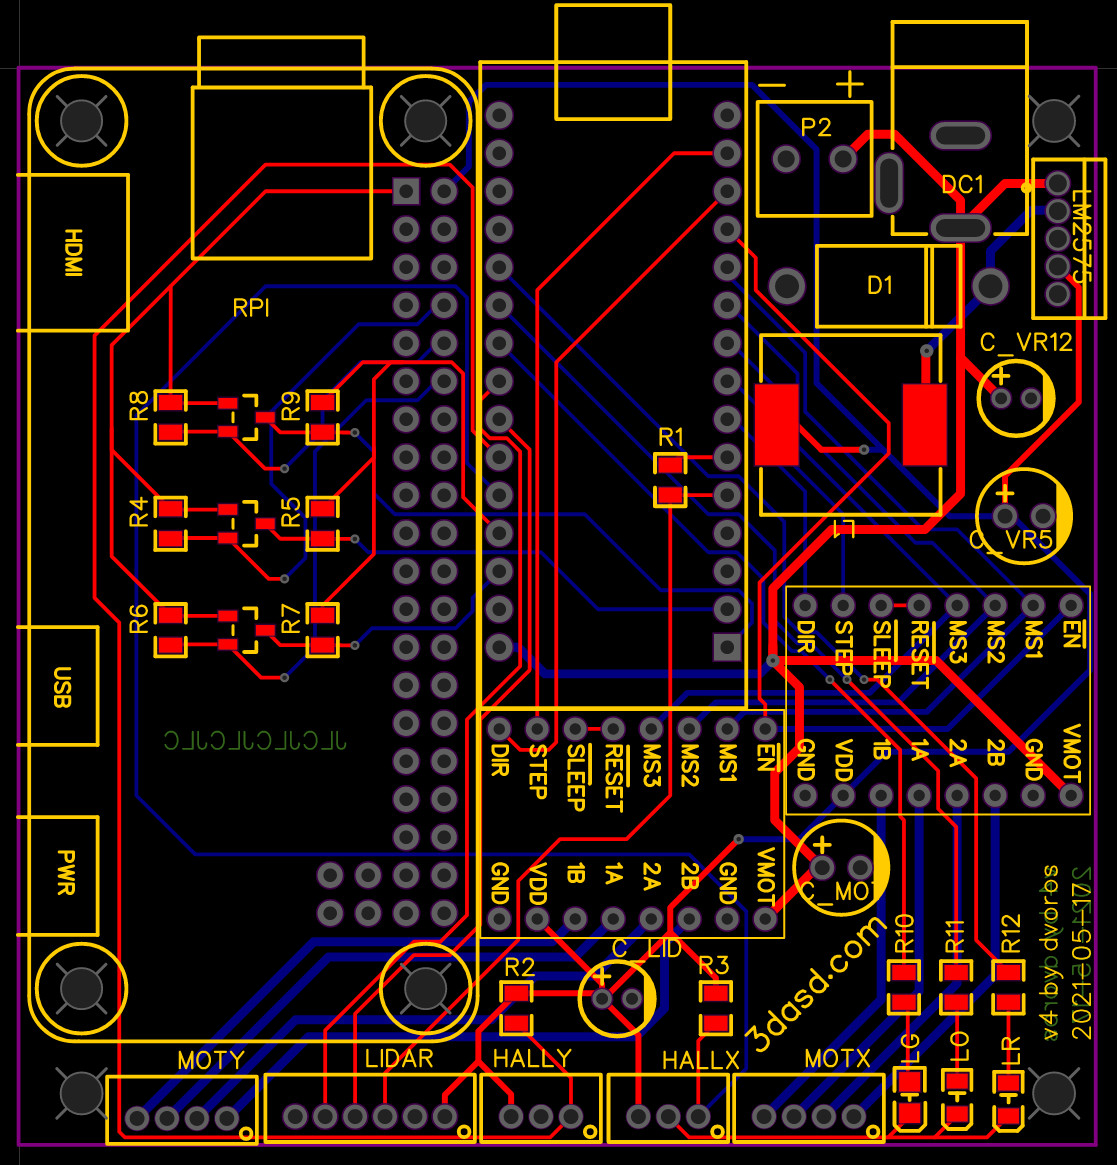 P2
DC1
LM2575
HDMI
D1
RPI
C_VR12
R8
R9
R1
R4
R5
C_VR5
L1
R6
R7
DIR
STEP
SLEEP
RESET
MS3
MS2
MS1
EN
USB
JLCJLCJLCJLC
GND
VDD
1B
1A
2A
2B
GND
VMOT
DIR
STEP
SLEEP
RESET
MS3
MS2
MS1
EN
PWR
GND
VDD
1B
1A
2A
2B
GND
VMOT
C_MOT
v4 by dvoros
2021-05-17
R10
R11
R12
C_LID
R2
R3
3dasd.com
LG
LO
LR
MOTY
LIDAR
HALLY
HALLX
MOTX